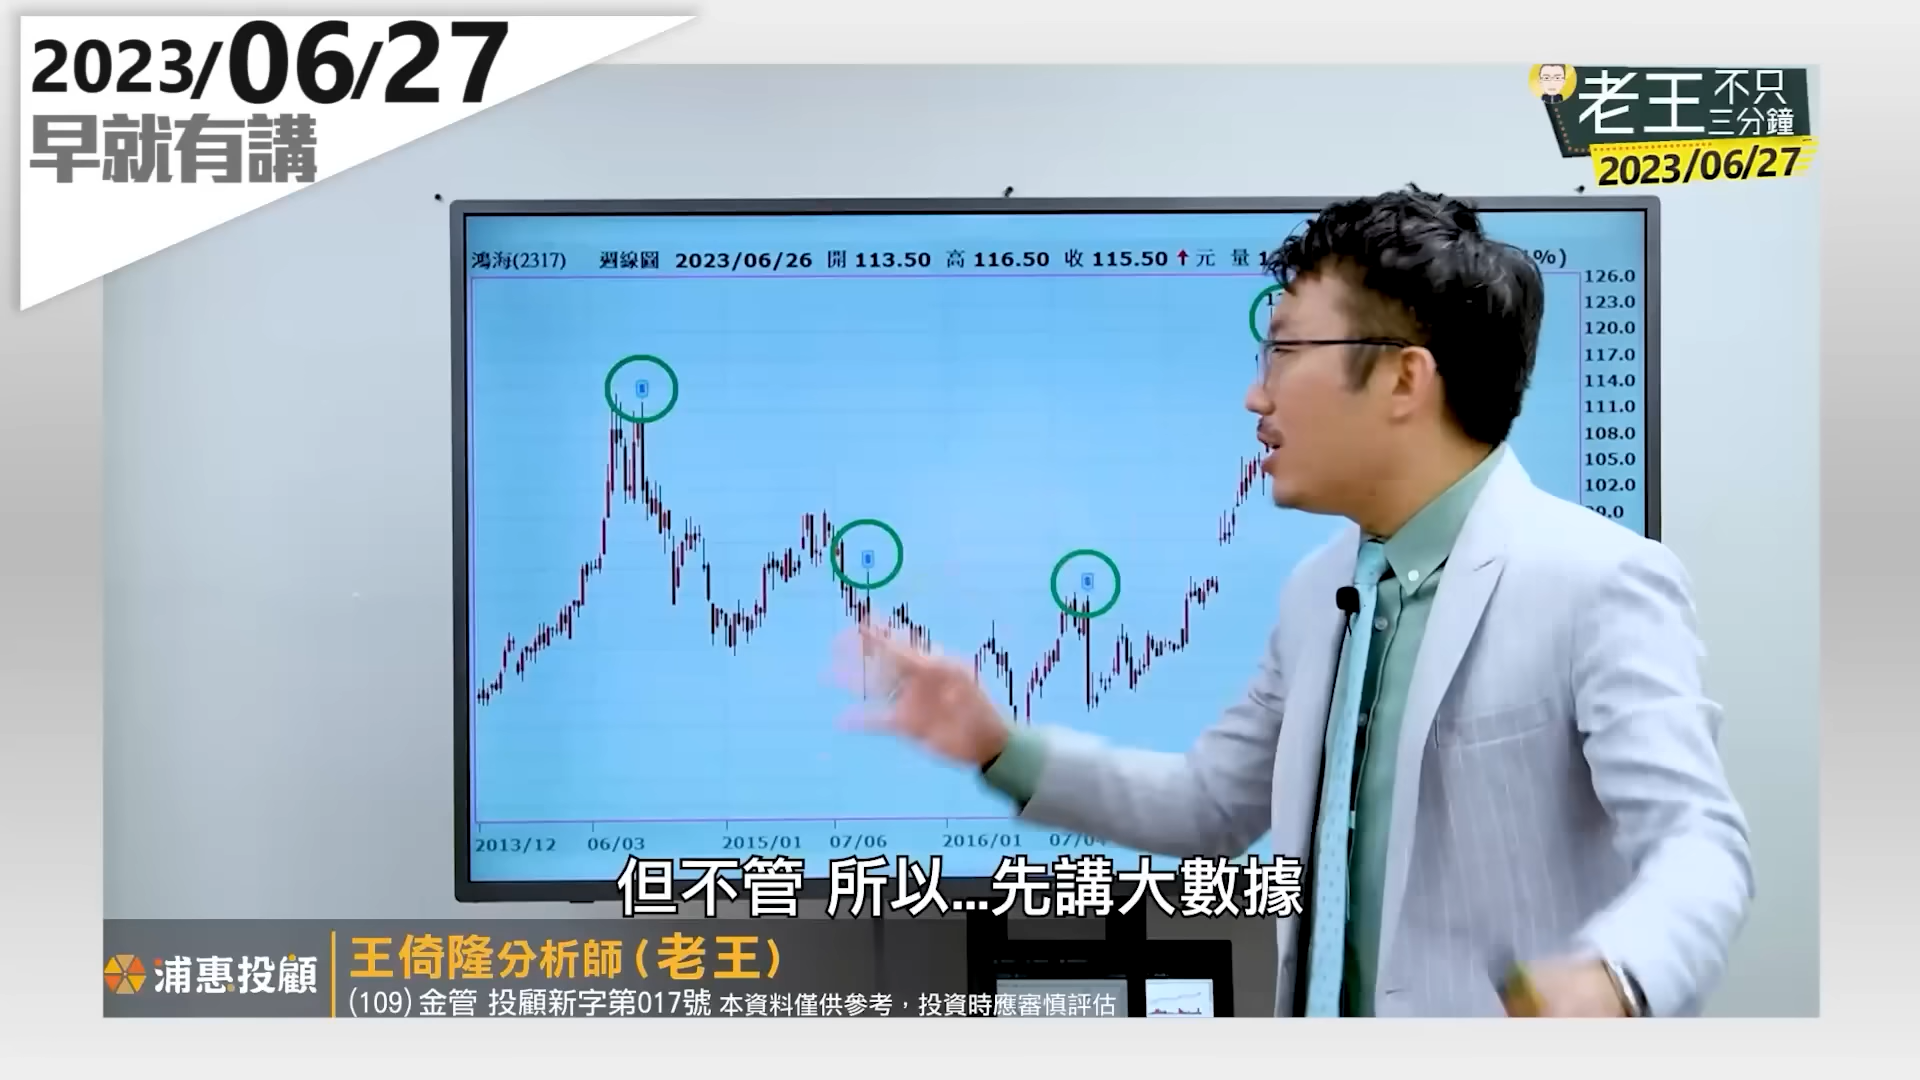 2023/06/27
早就有講
老王 不只
三分鐘
2023/06/27
鴻海(2317) 週線圖 2023/06/26 開 113.50 高 116.50 收 115.50 ↑ 元 量 1
%)
126.0
123.0
120.0
117.0
114.0
111.0
108.0
105.0
102.0
2013/12 06/03 2015/01 07/06 2016/01 07/04
但不管 所以...先講大數據
浦惠投顧
王倚隆分析師(老王)
(109)金管 投顧新字第017號 本資料僅供參考，投資時應審慎評估